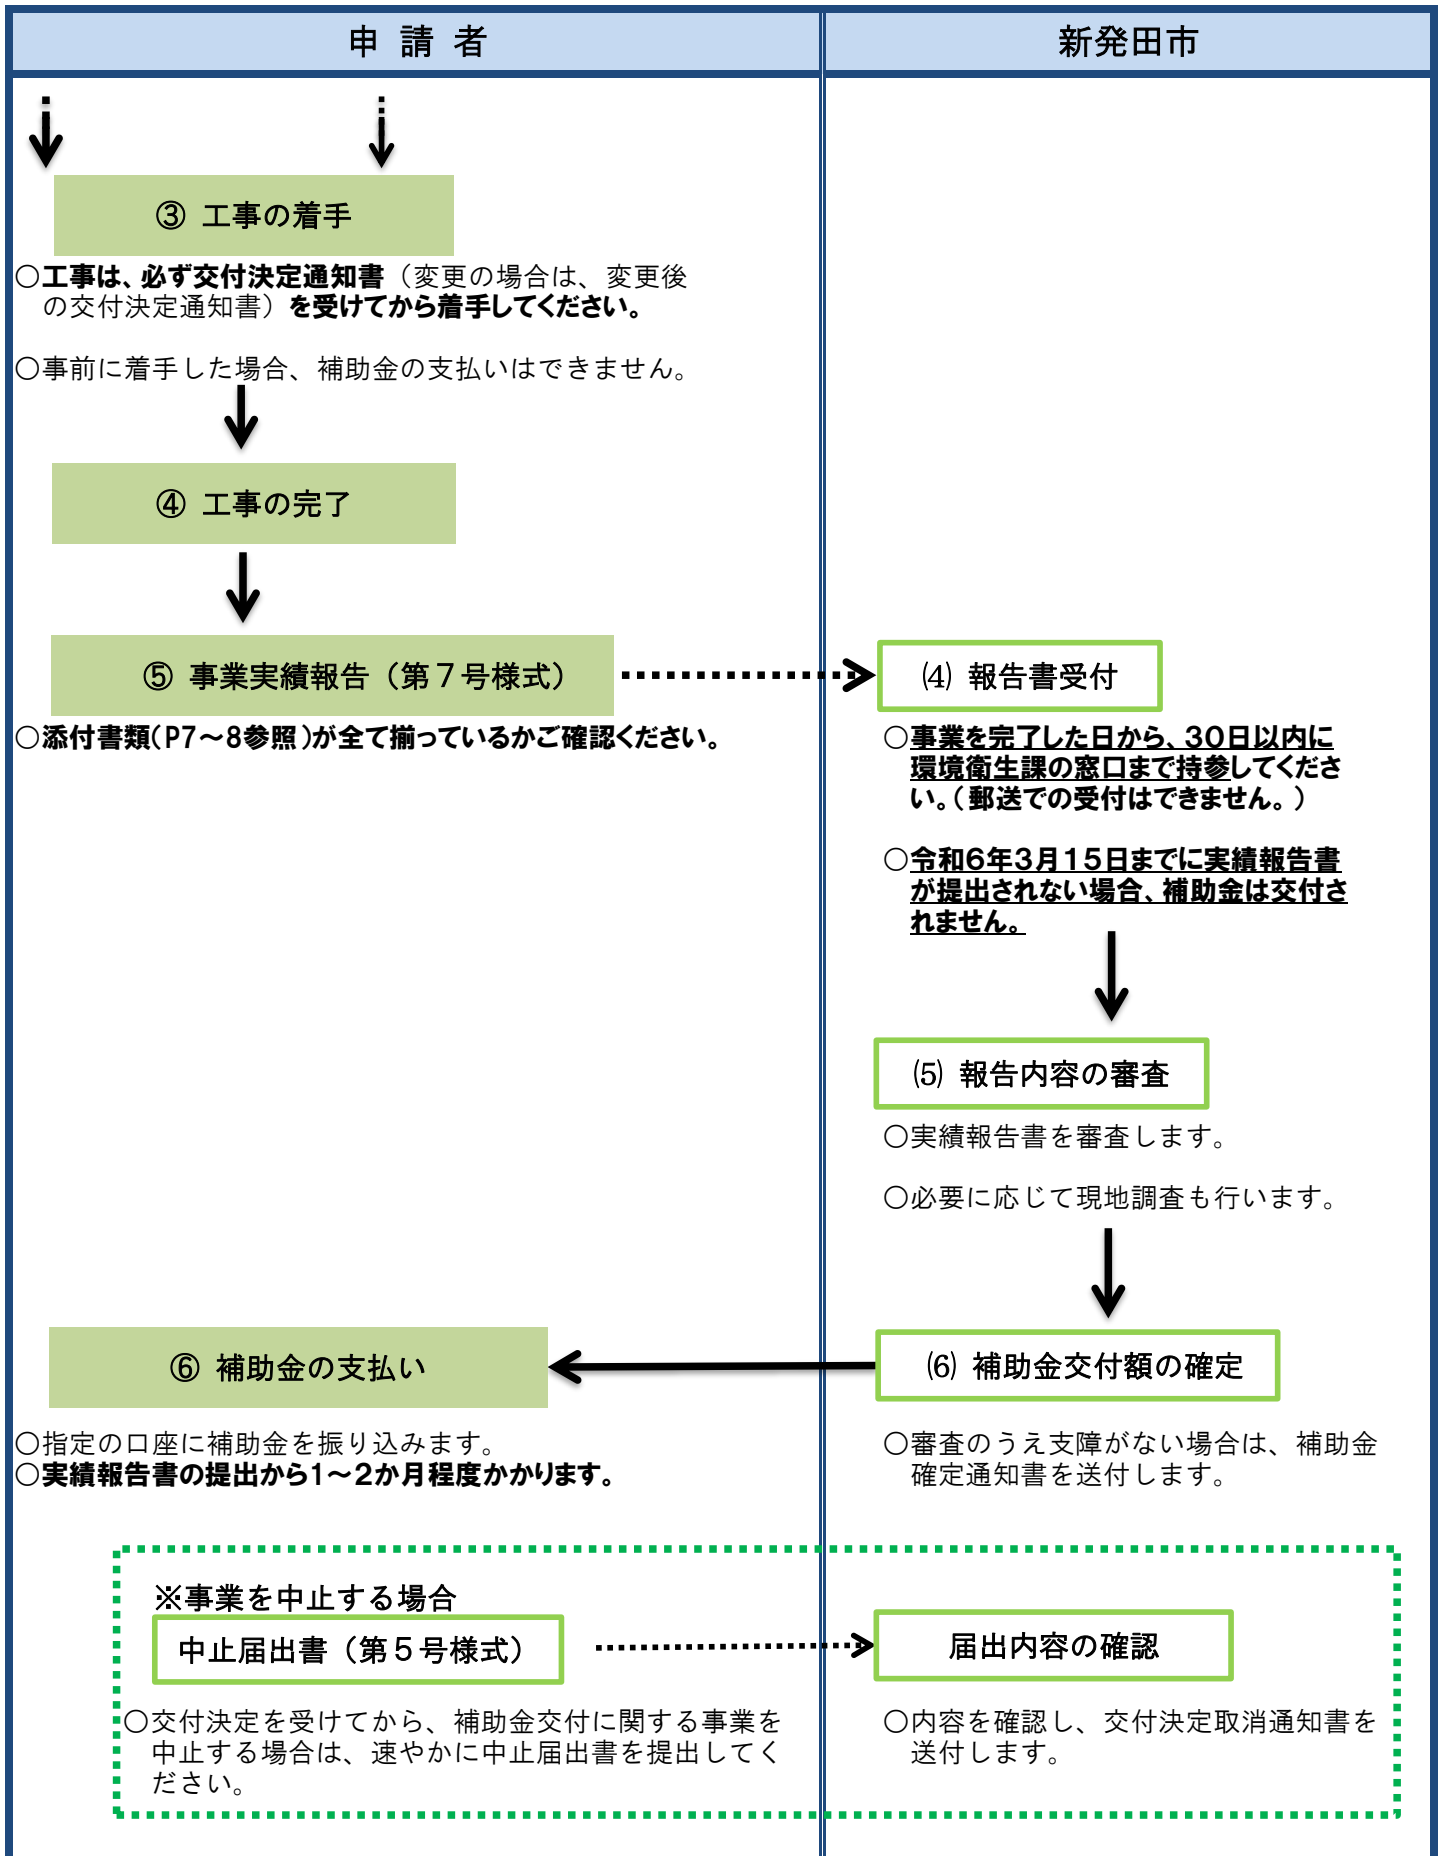 申 請 者
新発田市
③ 工事の着手
○工事は、必ず交付決定通知書（変更の場合は、変更後
の交付決定通知書）を受けてから着手してください。
○事前に着手した場合、補助金の支払いはできません。
④ 工事の完了
⑤ 事業実績報告（第７号様式）
○添付書類（P7～8参照）が全て揃っているかご確認ください。
⑷ 報告書受付
○事業を完了した日から、３０日以内に
環境衛生課の窓口まで持参してくださ
い。（郵送での受付はできません。）
○令和６年３月１５日までに実績報告書
が提出されない場合、補助金は交付さ
れません。
⑸ 報告内容の審査
○実績報告書を審査します。
○必要に応じて現地調査も行います。
⑥ 補助金の支払い
○指定の口座に補助金を振り込みます。
○実績報告書の提出から１～２か月程度かかります。
⑹ 補助金交付額の確定
○審査のうえ支障がない場合は、補助金
確定通知書を送付します。
※事業を中止する場合
中止届出書（第５号様式）
○交付決定を受けてから、補助金交付に関する事業を
中止する場合は、速やかに中止届出書を提出してく
ださい。
届出内容の確認
○内容を確認し、交付決定取消通知書を
送付します。